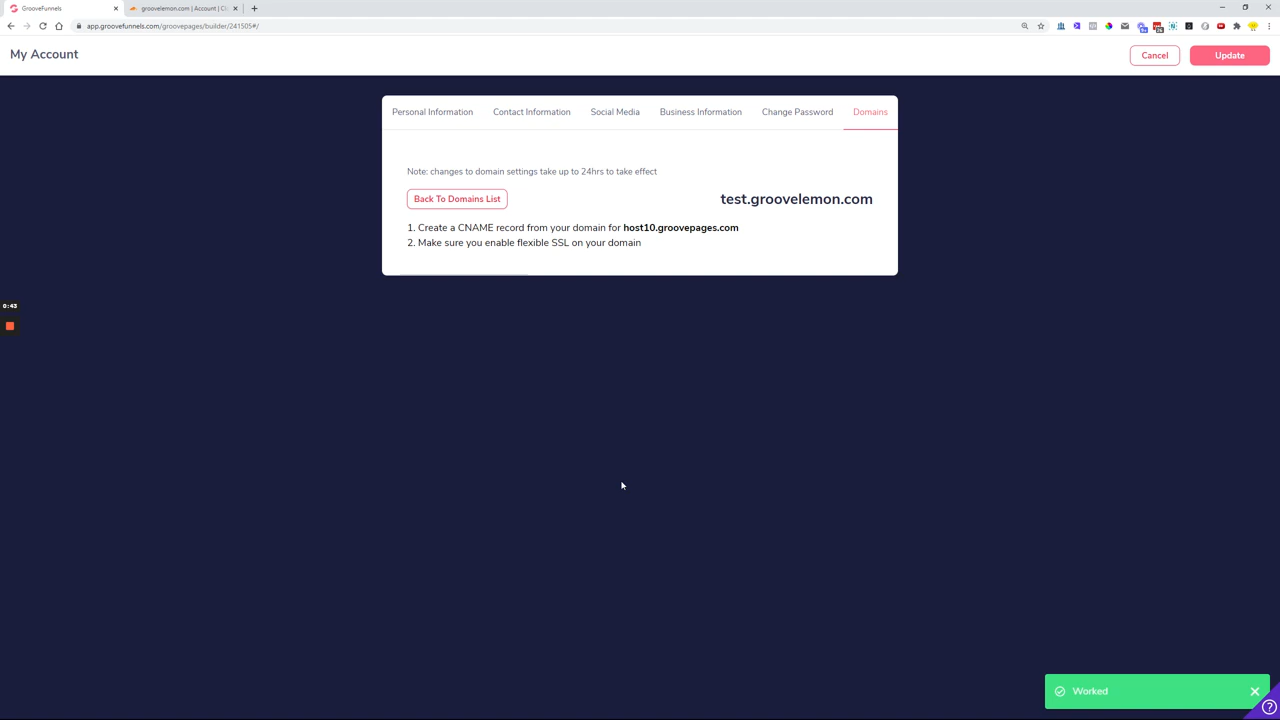 GrooveFunnels
groovelemon.com | Account | Cl
app.groovefunnels.com/groovepages/builder/241505#/
My Account
Cancel
Update
Personal Information
Contact Information
Social Media
Business Information
Change Password
Domains
Note: changes to domain settings take up to 24hrs to take effect
Back To Domains List
test.groovelemon.com
1. Create a CNAME record from your domain for host10.groovepages.com
2. Make sure you enable flexible SSL on your domain
0:43
Worked